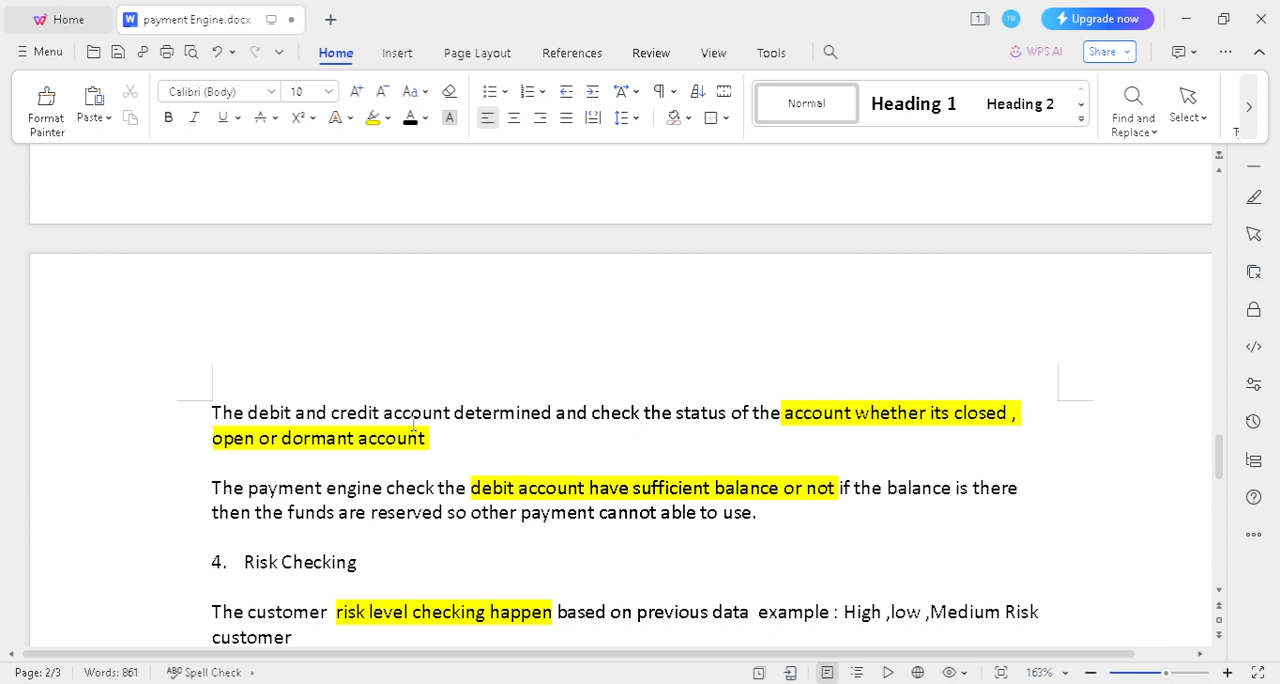 Home
payment Engine.docx
1
TB
Upgrade now
Menu
Home
Insert
Page Layout
References
Review
View
Tools
WPS AI
Share
Format
Painter
Paste
Calibri (Body)
10
Normal
Heading 1
Heading 2
Find and
Replace
Select
The debit and credit account determined and check the status of the account whether its closed ,
open or dormant account
The payment engine check the debit account have sufficient balance or not if the balance is there
then the funds are reserved so other payment cannot able to use.
4. Risk Checking
The customer risk level checking happen based on previous data example : High ,low ,Medium Risk
customer
Page: 2/3
Words: 861
Spell Check
163%